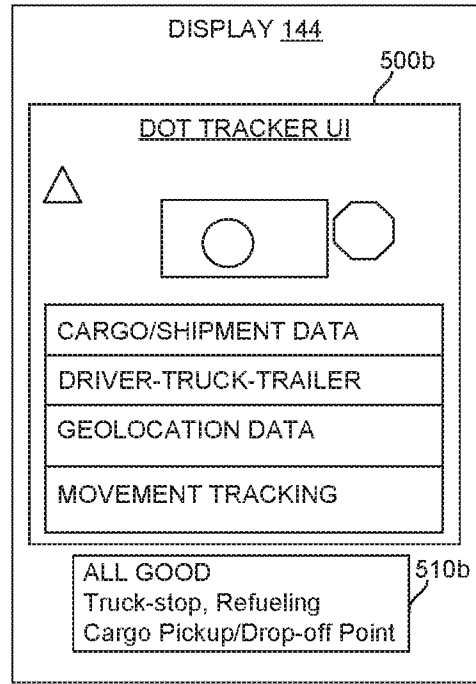 DISPLAY 144
500b
DOT TRACKER UI
CARGO/SHIPMENT DATA
DRIVER-TRUCK-TRAILER
GEOLOCATION DATA
MOVEMENT TRACKING
ALL GOOD
510b
Truck-stop, Refueling
Cargo Pickup/Drop-off Point